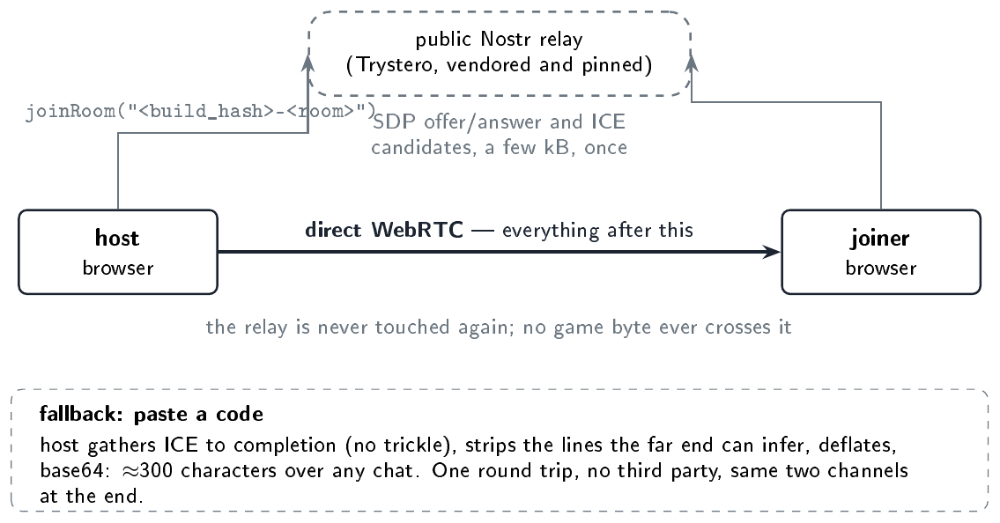 public Nostr relay
(Trystero, vendored and pinned)
joinRoom("<build_hash>-<room>")
SDP offer/answer and ICE
candidates, a few kB, once
direct WebRTC — everything after this
host
browser
joiner
browser
the relay is never touched again; no game byte ever crosses it
fallback: paste a code
host gathers ICE to completion (no trickle), strips the lines the far end can infer, deflates,
base64: ≈300 characters over any chat. One round trip, no third party, same two channels
at the end.